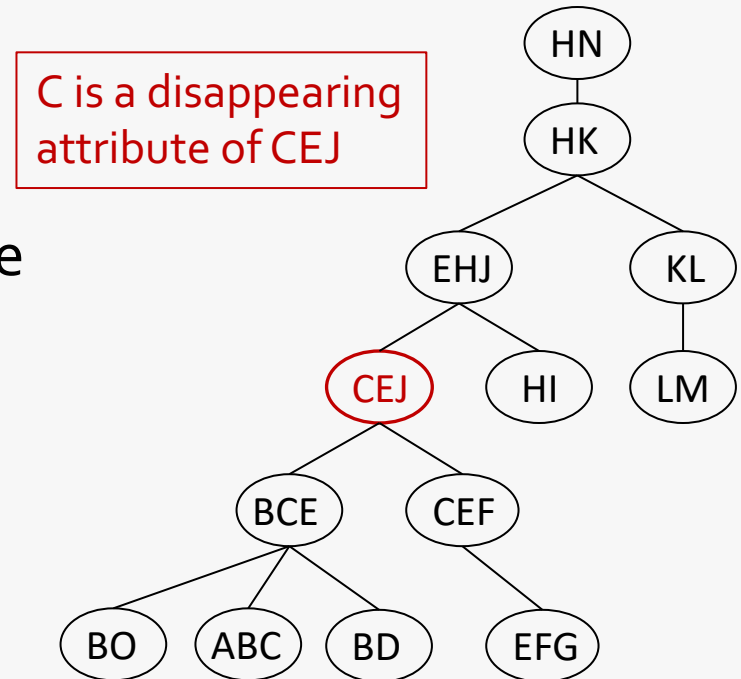 HN
C is a disappearing
attribute of CEJ
HK
e
EHJ
KL
CEJ
HI
LM
BCE
CEF
BO
ABC
BD
EFG